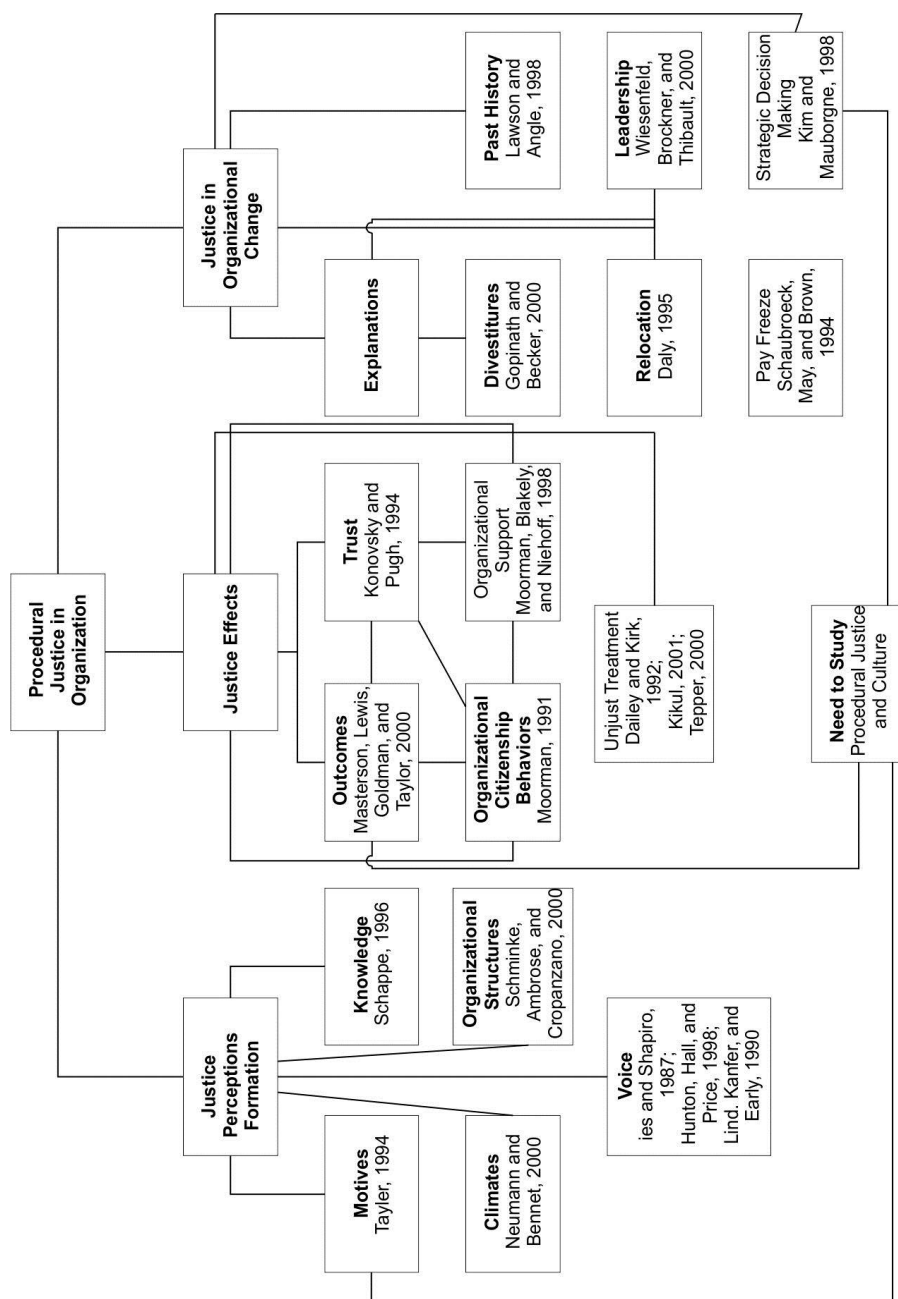 Procedural
Justice in
Organization
Justice
Perceptions
Formation
Justice Effects
Justice in
Organizational
Change
Motives
Tayler, 1994
Knowledge
Schappe, 1996
Outcomes
Masterson, Lewis,
Goldman, and
Taylor, 2000
Trust
Konovsky and
Pugh, 1994
Explanations
Climates
Neumann and
Bennet, 2000
Organizational
Structures
Schminke,
Ambrose, and
Cropanzano, 2000
Organizational
Citizenship
Behaviors
Moorman, 1991
Organizational
Support
Moorman, Blakely,
and Niehoff, 1998
Divestitures
Gopinath and
Becker, 2000
Past History
Lawson and
Angle, 1998
Voice
ies and Shapiro,
1987;
Hunton, Hall, and
Price, 1998;
Lind. Kanfer, and
Early, 1990
Unjust Treatment
Dailey and Kirk,
1992;
Kilkul, 2001;
Tepper, 2000
Relocation
Daly, 1995
Leadership
Wiesenfeld,
Brockner, and
Thibault, 2000
Pay Freeze
Schaubroeck,
May, and Brown,
1994
Strategic Decision
Making
Kim and
Mauborgne, 1998
Need to Study
Procedural Justice
and Culture